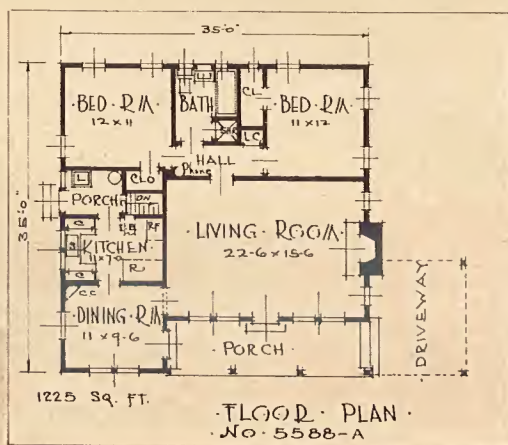 35'-0"
BED·RM
12 x 11
BATH
CL
BED·RM
11 x 12
SHR
L C
HALL
Phone
CLO
L
PORCH
DN
35'-0"
KITCHEN
11 x 7-0
R
C C
LIVING·ROOM
22-6 x 15-6
DINING·RM
11 x 9-6
PORCH
DRIVEWAY
1225 SQ. FT.
·FLOOR·PLAN·
·NO·5588-A